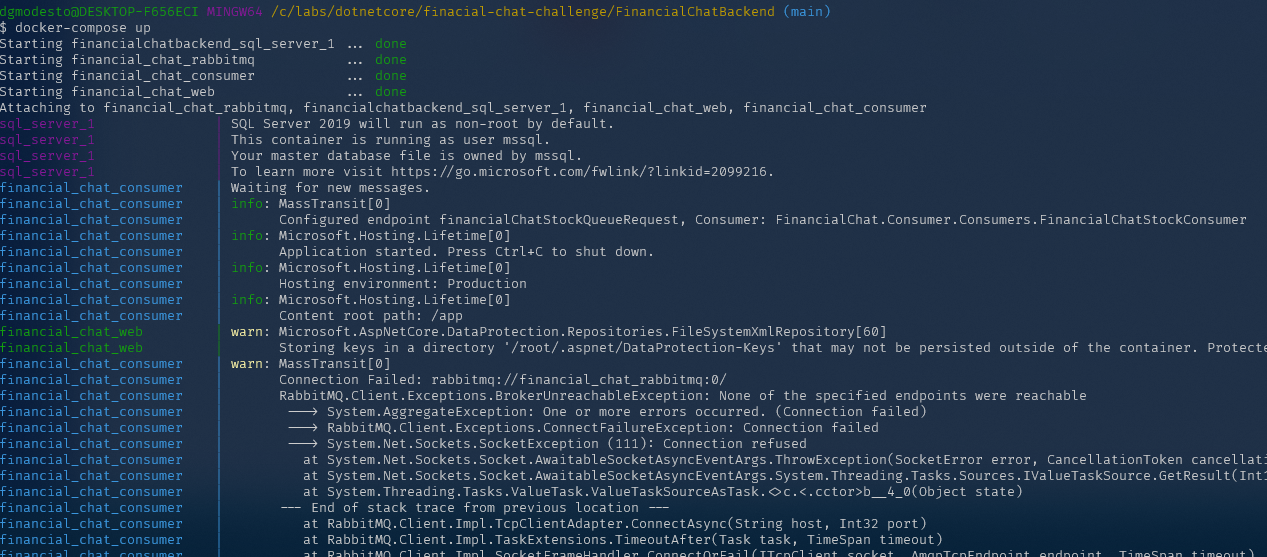 dgmodesto@DESKTOP-F656ECI MINGW64 /c/labs/dotnetcore/finacial-chat-challenge/FinancialChatBackend (main)
$ docker-compose up
Starting financialchatbackend_sql_server_1 ... done
Starting financial_chat_rabbitmq ... done
Starting financial_chat_consumer ... done
Starting financial_chat_web ... done
Attaching to financial_chat_rabbitmq, financialchatbackend_sql_server_1, financial_chat_web, financial_chat_consumer
sql_server_1 | SQL Server 2019 will run as non-root by default.
sql_server_1 | This container is running as user mssql.
sql_server_1 | Your master database file is owned by mssql.
sql_server_1 | To learn more visit https://go.microsoft.com/fwlink/?linkid=2099216.
financial_chat_consumer | Waiting for new messages.
financial_chat_consumer | info: MassTransit[0]
financial_chat_consumer | Configured endpoint financialChatStockQueueRequest, Consumer: FinancialChat.Consumer.Consumers.FinancialChatStockConsumer
financial_chat_consumer | info: Microsoft.Hosting.Lifetime[0]
financial_chat_consumer | Application started. Press Ctrl+C to shut down.
financial_chat_consumer | info: Microsoft.Hosting.Lifetime[0]
financial_chat_consumer | Hosting environment: Production
financial_chat_consumer | info: Microsoft.Hosting.Lifetime[0]
financial_chat_consumer | Content root path: /app
financial_chat_web | warn: Microsoft.AspNetCore.DataProtection.Repositories.FileSystemXmlRepository[60]
financial_chat_web | Storing keys in a directory '/root/.aspnet/DataProtection-Keys' that may not be persisted outside of the container. Protecte
financial_chat_consumer | warn: MassTransit[0]
financial_chat_consumer | Connection Failed: rabbitmq://financial_chat_rabbitmq:0/
financial_chat_consumer | RabbitMQ.Client.Exceptions.BrokerUnreachableException: None of the specified endpoints were reachable
financial_chat_consumer | ---> System.AggregateException: One or more errors occurred. (Connection failed)
financial_chat_consumer | ---> RabbitMQ.Client.Exceptions.ConnectFailureException: Connection failed
financial_chat_consumer | ---> System.Net.Sockets.SocketException (111): Connection refused
financial_chat_consumer | at System.Net.Sockets.Socket.AwaitableSocketAsyncEventArgs.ThrowException(SocketError error, CancellationToken cancellati
financial_chat_consumer | at System.Net.Sockets.Socket.AwaitableSocketAsyncEventArgs.System.Threading.Tasks.Sources.IValueTaskSource.GetResult(Int1
financial_chat_consumer | at System.Threading.Tasks.ValueTask.ValueTaskSourceAsTask.<>c.<.cctor>b__4_0(Object state)
financial_chat_consumer | --- End of stack trace from previous location ---
financial_chat_consumer | at RabbitMQ.Client.Impl.TcpClientAdapter.ConnectAsync(String host, Int32 port)
financial_chat_consumer | at RabbitMQ.Client.Impl.TaskExtensions.TimeoutAfter(Task task, TimeSpan timeout)
financial_chat_consumer | at RabbitMQ.Client.Impl.SocketFrameHandler.ConnectOrFail(ITcpClient socket, AmqpTcpEndpoint endpoint, TimeSpan timeout)